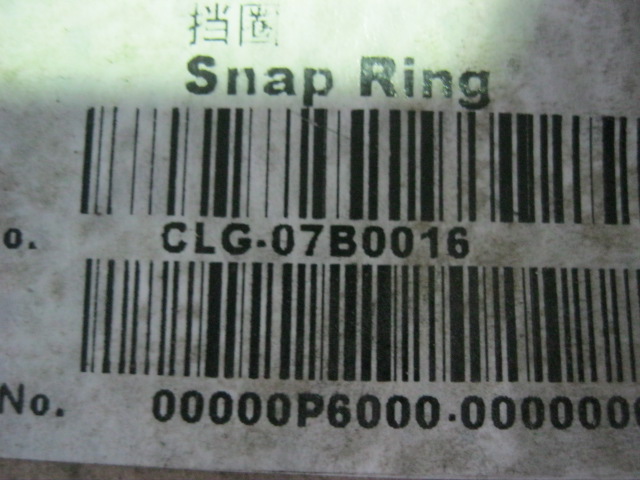 挡圈
Snap Ring
o. CLG-07B0016
No. 00000P6000-0000000